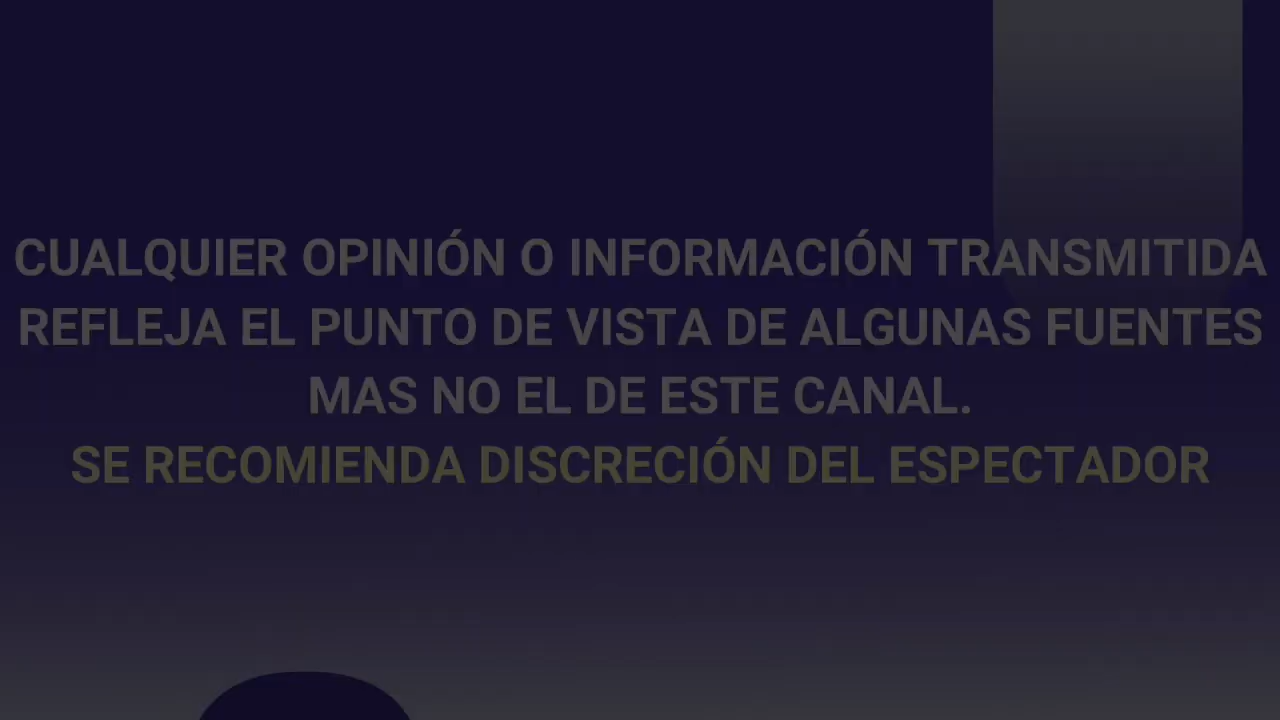 CUALQUIER OPINIÓN O INFORMACIÓN TRANSMITIDA
REFLEJA EL PUNTO DE VISTA DE ALGUNAS FUENTES
MAS NO EL DE ESTE CANAL.
SE RECOMIENDA DISCRECIÓN DEL ESPECTADOR